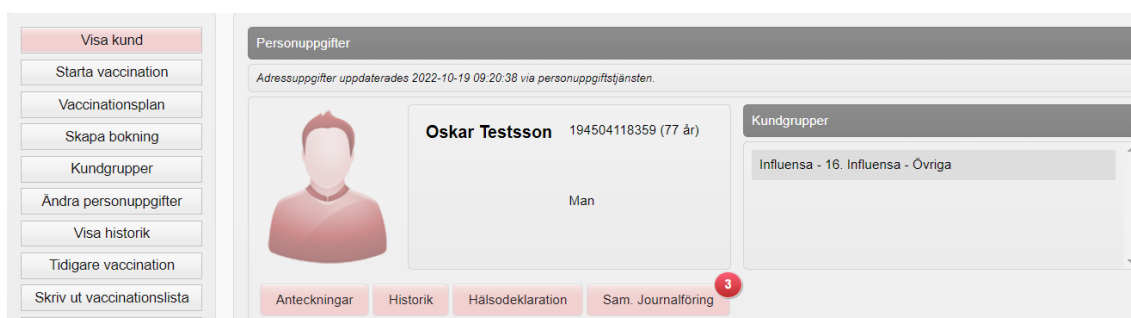 Visa kund
Starta vaccination
Vaccinationsplan
Skapa bokning
Kundgrupper
Ändra personuppgifter
Visa historik
Tidigare vaccination
Skriv ut vaccinationslista
Personuppgifter
Adressuppgifter uppdaterades 2022-10-19 09:20:38 via personuppgiftstjänsten.
Oskar Testsson 194504118359 (77 år)
Man
Kundgrupper
Influensa - 16. Influensa - Övriga
Anteckningar
Historik
Hälsodeklaration
Sam. Journalföring
3